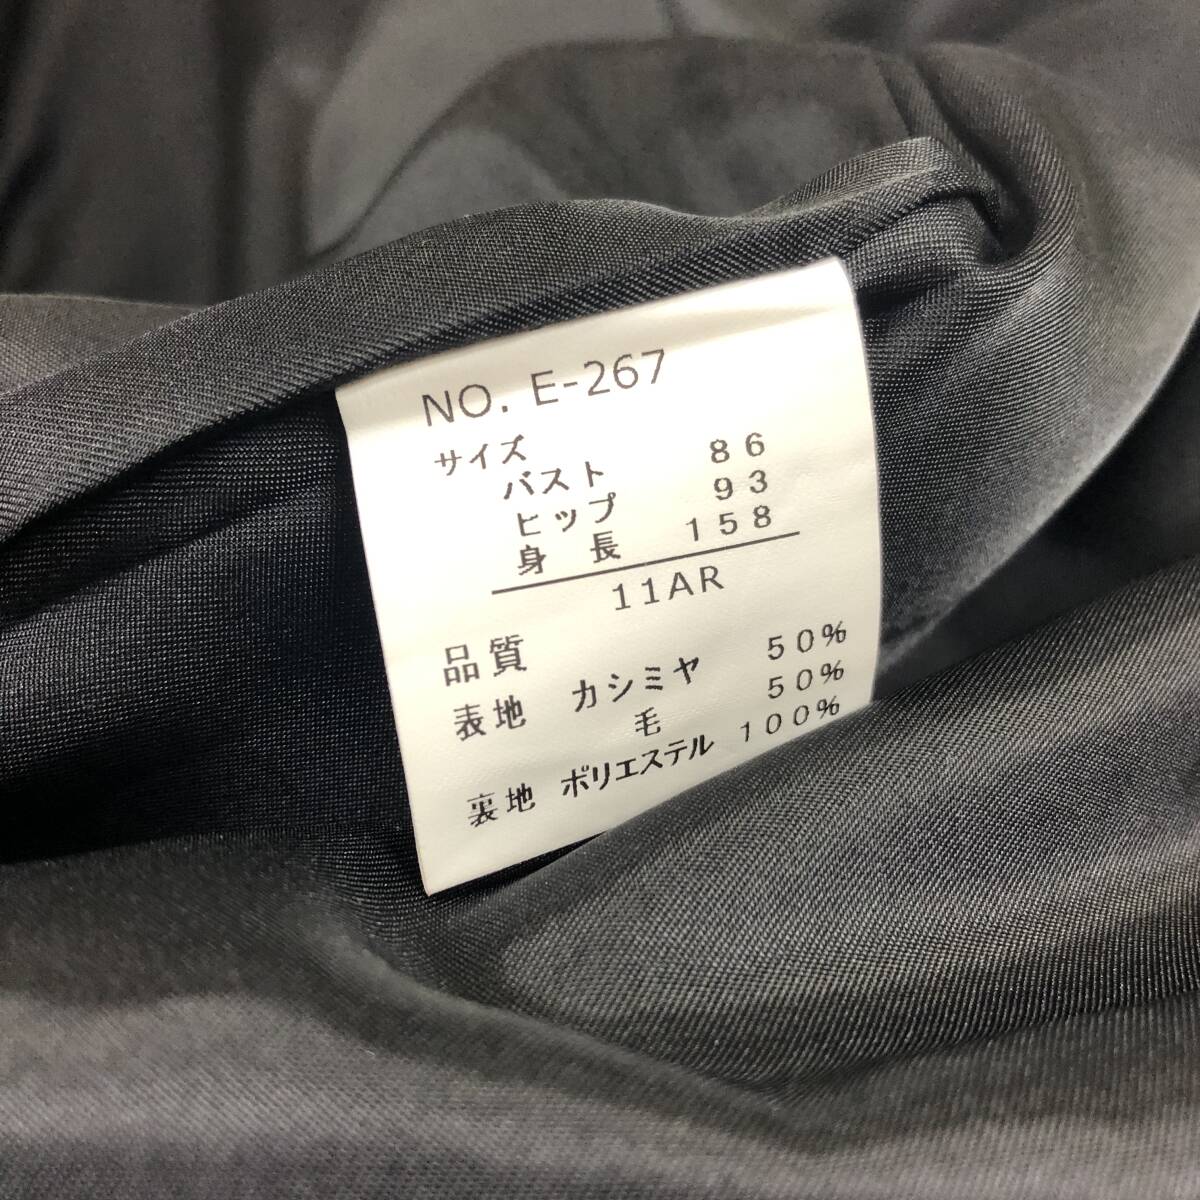 NO. E-267
サイズ
バスト 86
ヒップ 93
身長 158
11AR
品質
表地 カシミヤ 50%
毛 50%
裏地 ポリエステル 100%